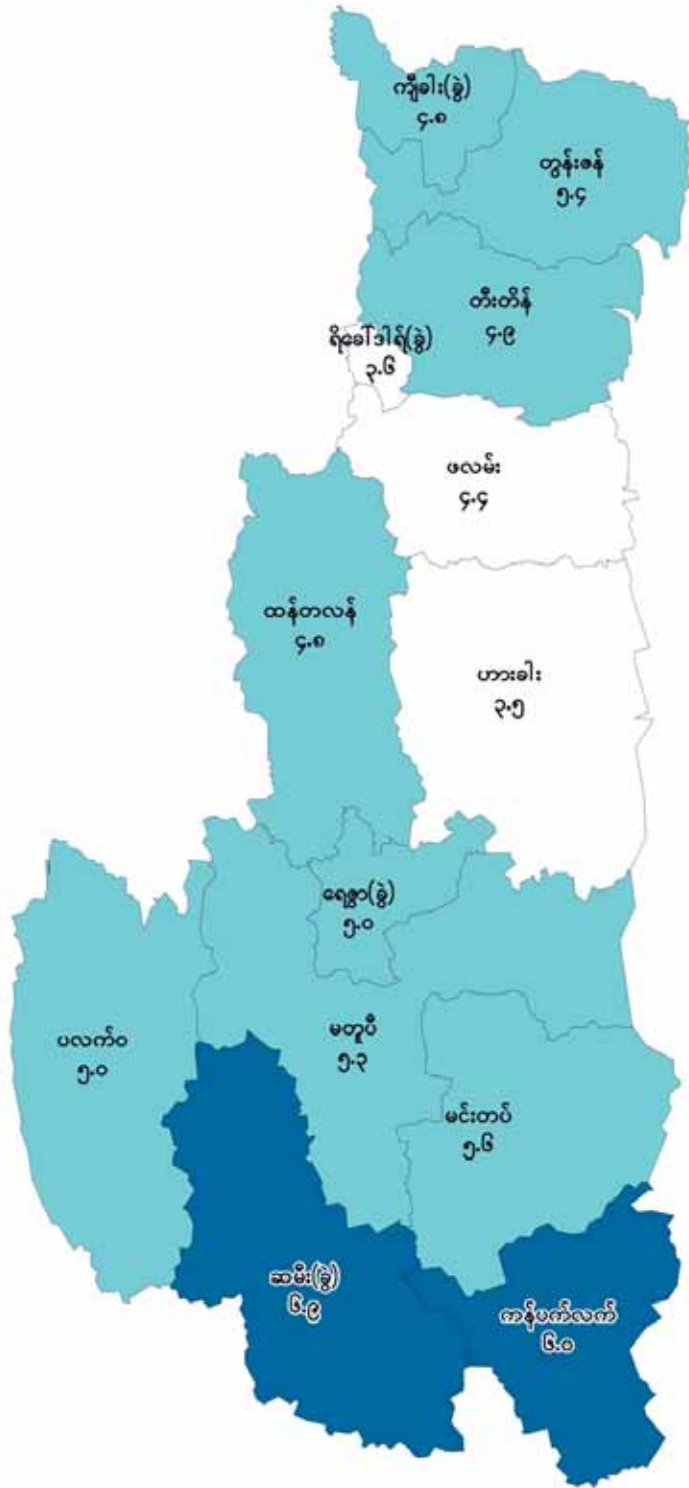 ကျီခါး(ခွဲ)
၄.၈
တွန်းဇန်
၅.၄
တီးတိန်
၄.၉
ရိခေါ်ဒါရ်(ခွဲ)
၃.၆
ဖလမ်း
၄.၄
ထန်တလန်
၄.၈
ဟားခါး
၃.၅
ရေဇွာ(ခွဲ)
၅.၀
ပလက်ဝ
၅.၀
မတူပီ
၅.၃
မင်းတပ်
၅.၆
ဆမီး(ခွဲ)
၆.၉
ကန်ပက်လက်
၆.၀